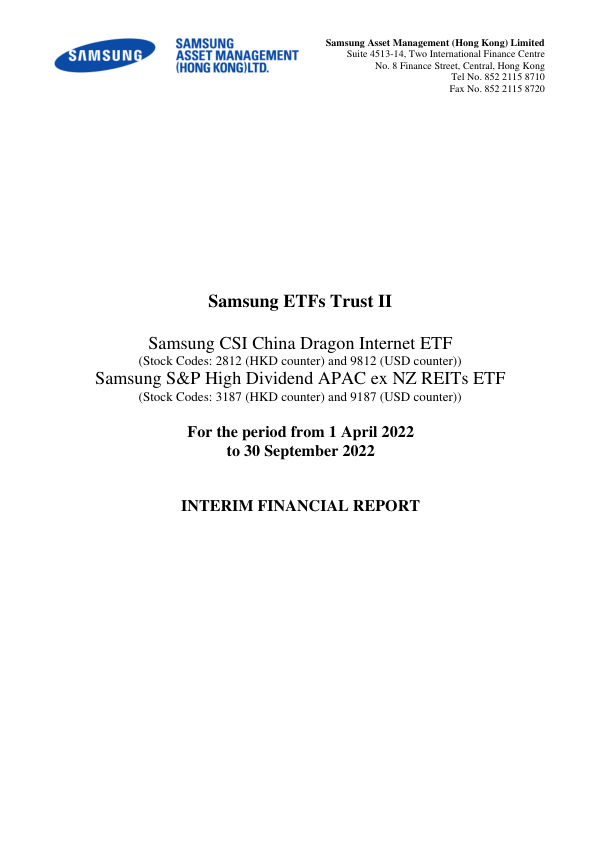 SAMSUNG
SAMSUNG
ASSET MANAGEMENT
(HONG KONG)LTD.
Samsung Asset Management (Hong Kong) Limited
Suite 4513-14, Two International Finance Centre
No. 8 Finance Street, Central, Hong Kong
Tel No. 852 2115 8710
Fax No. 852 2115 8720
Samsung ETFs Trust II
Samsung CSI China Dragon Internet ETF
(Stock Codes: 2812 (HKD counter) and 9812 (USD counter))
Samsung S&P High Dividend APAC ex NZ REITs ETF
(Stock Codes: 3187 (HKD counter) and 9187 (USD counter))
For the period from 1 April 2022
to 30 September 2022
INTERIM FINANCIAL REPORT